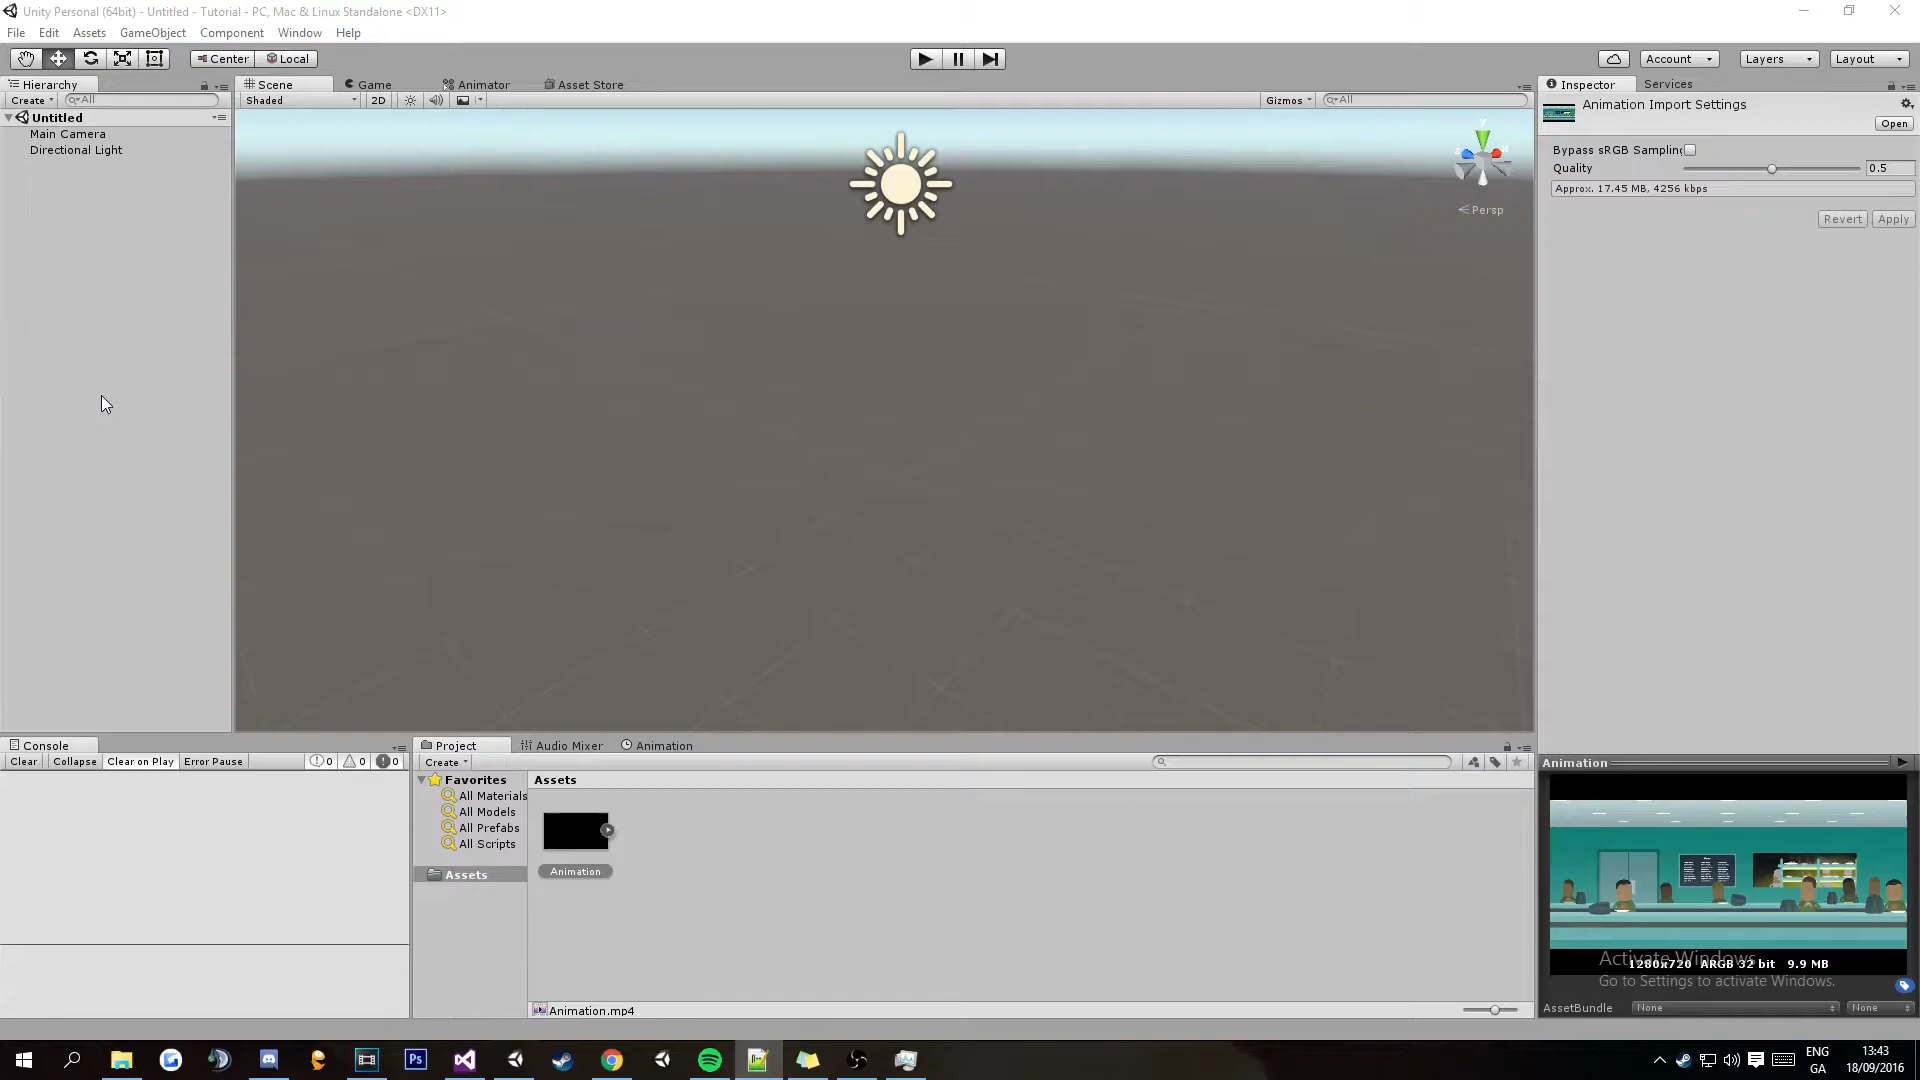 Unity Personal (64bit) - Untitled - Tutorial - PC, Mac & Linux Standalone <DX11>
File Edit Assets GameObject Component Window Help
Center Local Account Layers Layout
Hierarchy Scene Game Animator Asset Store Inspector Services
Create All Shaded 2D Gizmos All
Untitled
Main Camera
Directional Light
Persp
Animation Import Settings
Open
Bypass sRGB Sampling
Quality 0.5
Approx. 17.45 MB, 4256 kbps
Revert Apply
Console Project Audio Mixer Animation
Clear Collapse Clear on Play Error Pause 0 0 0 Create
Favorites
All Materials
All Models
All Prefabs
All Scripts
Assets
Assets
Animation
Animation.mp4
Animation
1280x720 ARGB 32 bit 9.9 MB
Activate Windows
Go to Settings to activate Windows.
AssetBundle None None
Ps
ENG
GA
13:43
18/09/2016